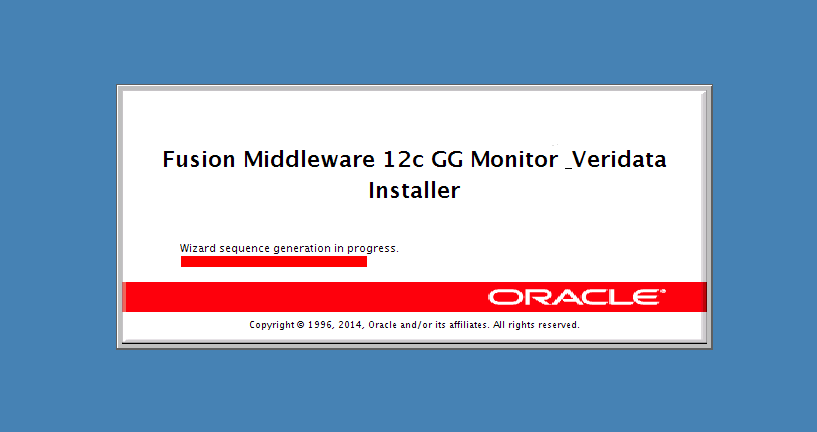 Fusion Middleware 12c GG Monitor _Veridata
Installer
Wizard sequence generation in progress.
ORACLE®
Copyright © 1996, 2014, Oracle and/or its affiliates. All rights reserved.